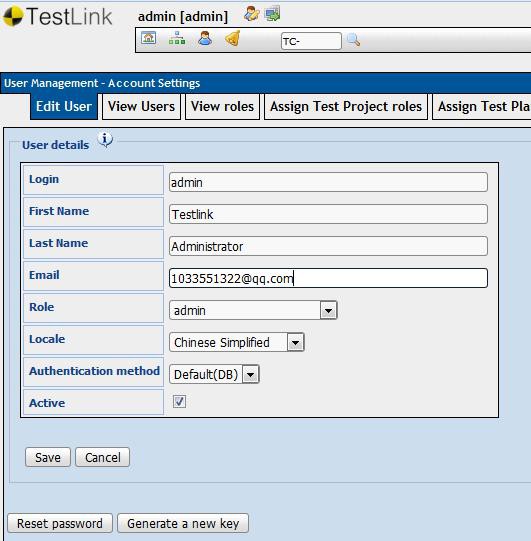 TestLink
admin [admin]
TC-
User Management - Account Settings
Edit User
View Users
View roles
Assign Test Project roles
Assign Test Pla
User details
Login
admin
First Name
Testlink
Last Name
Administrator
Email
1033551322@qq.com
Role
admin
Locale
Chinese Simplified
Authentication method
Default(DB)
Active
Save
Cancel
Reset password
Generate a new key